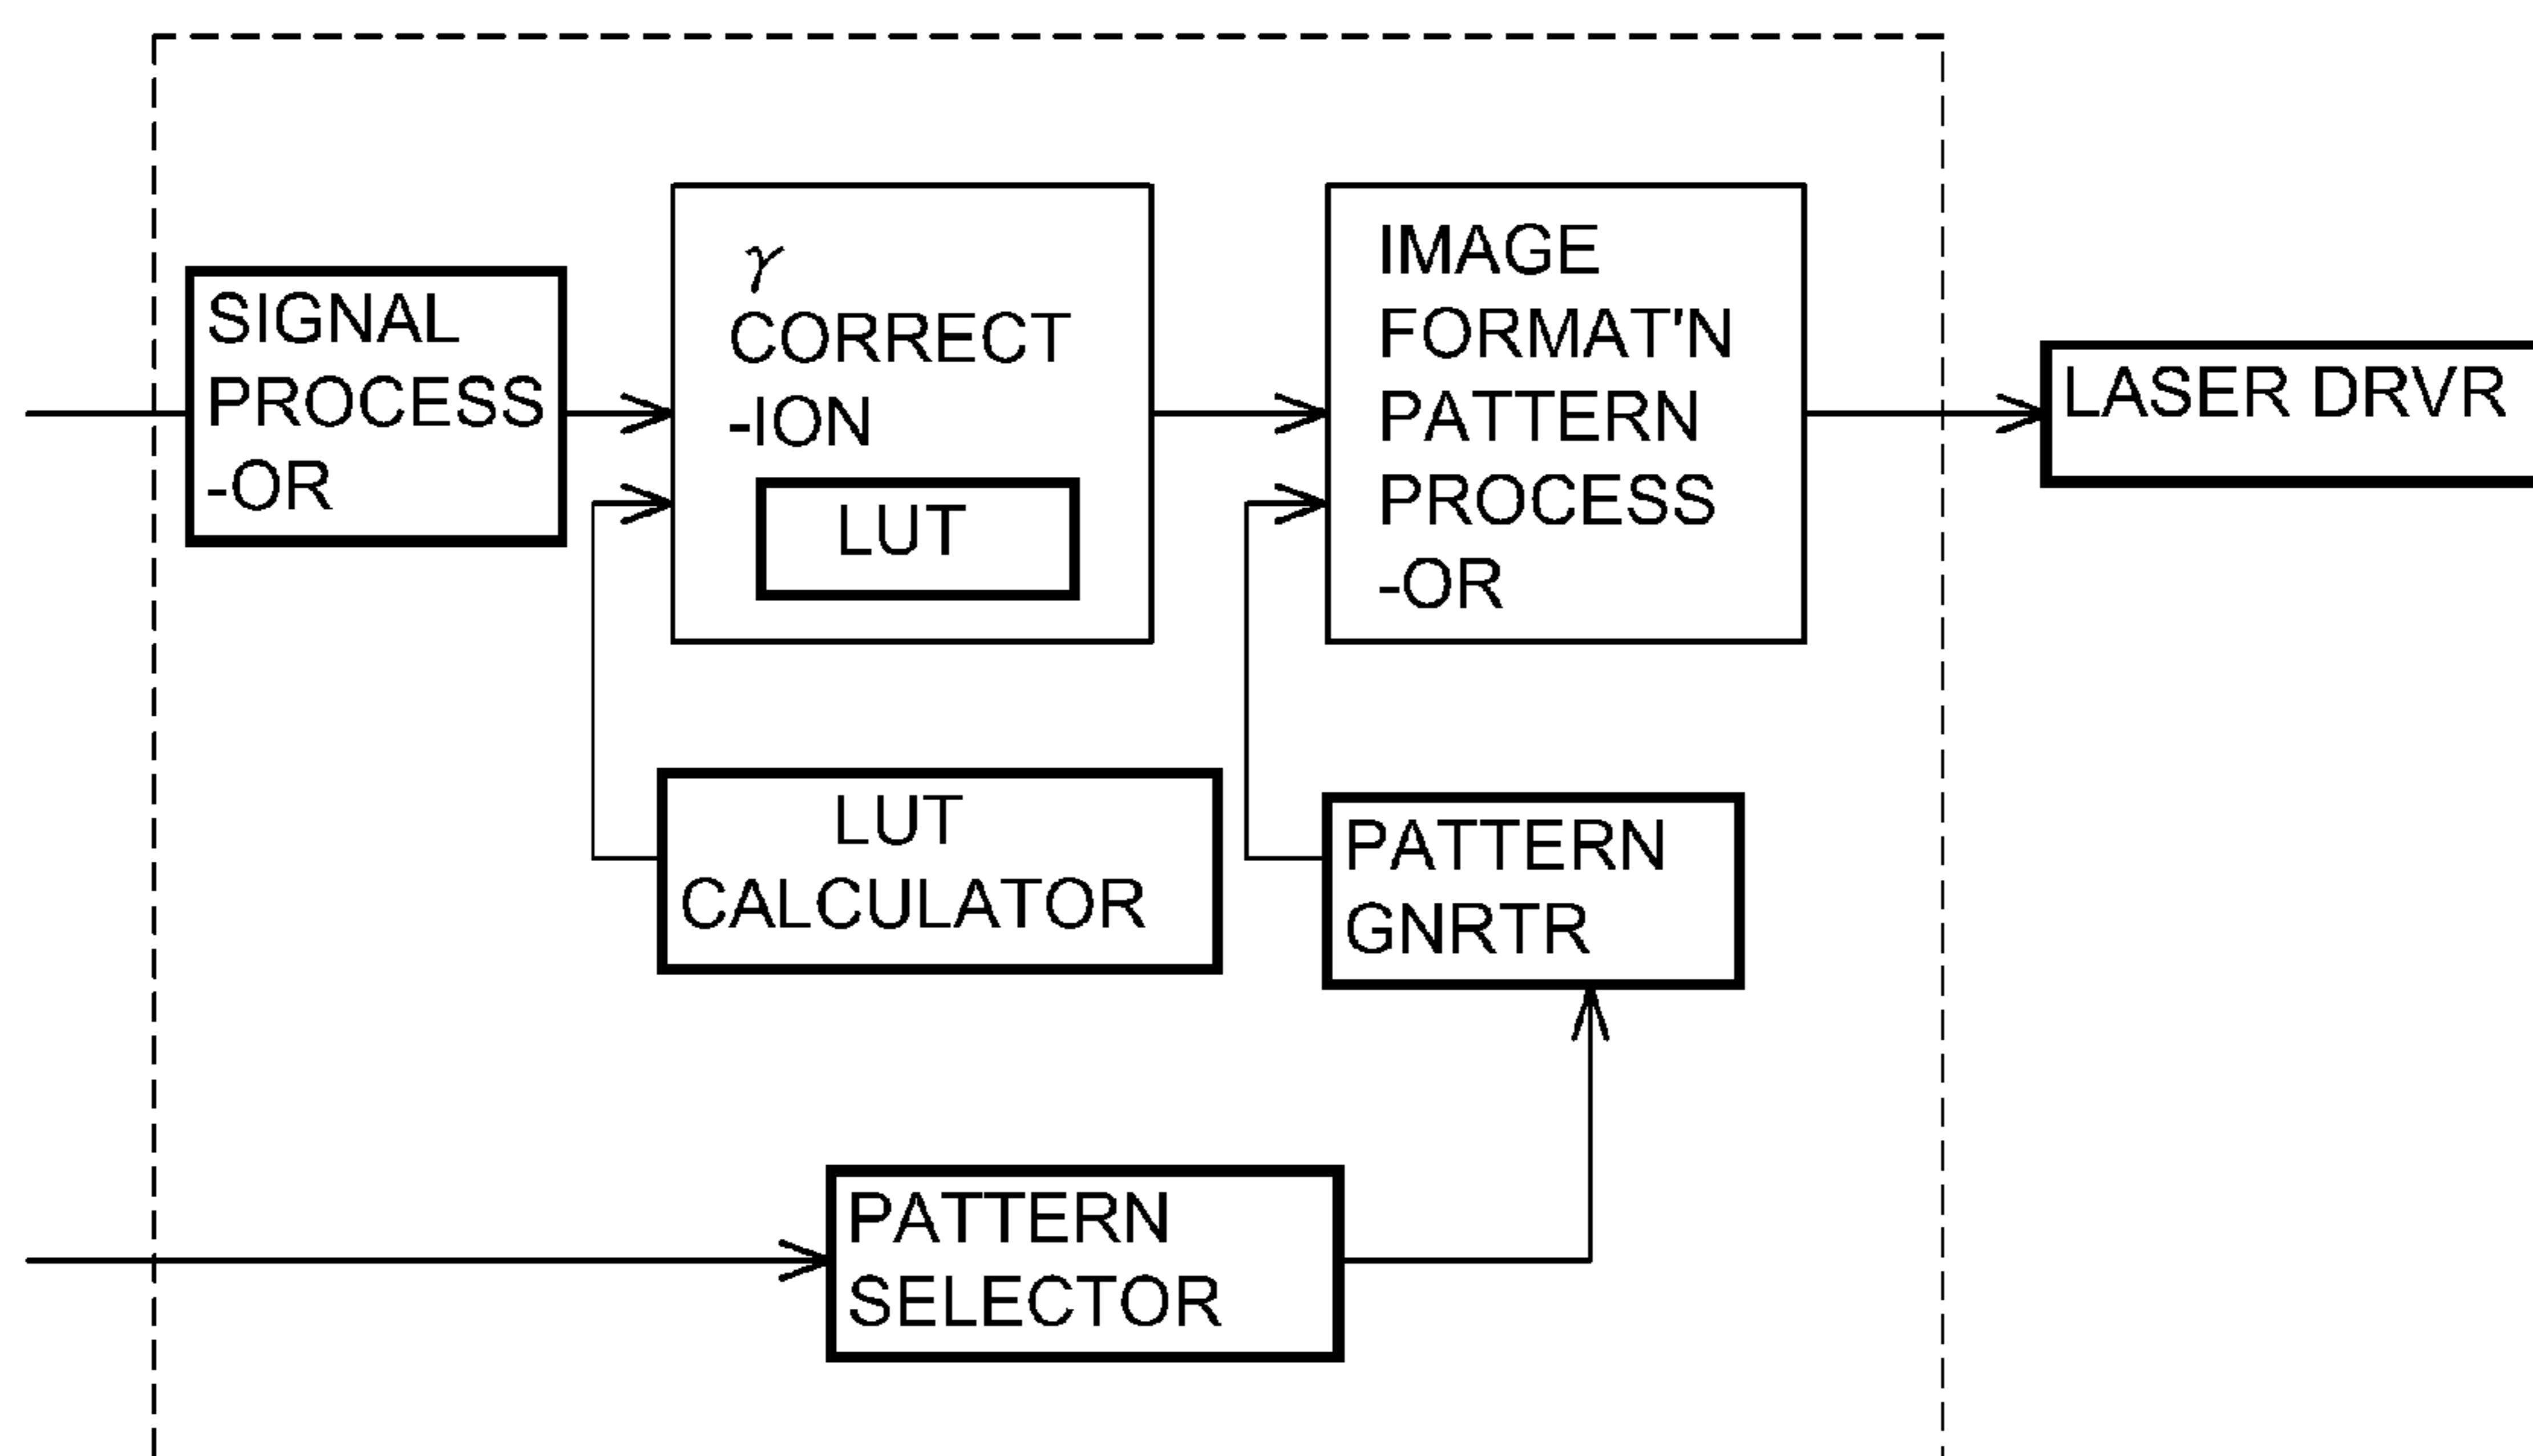 SIGNAL
PROCESS
-OR
γ
CORRECT
-ION
LUT
IMAGE
FORMAT'N
PATTERN
PROCESS
-OR
LASER DRVR
LUT
CALCULATOR
PATTERN
GNRTR
PATTERN
SELECTOR